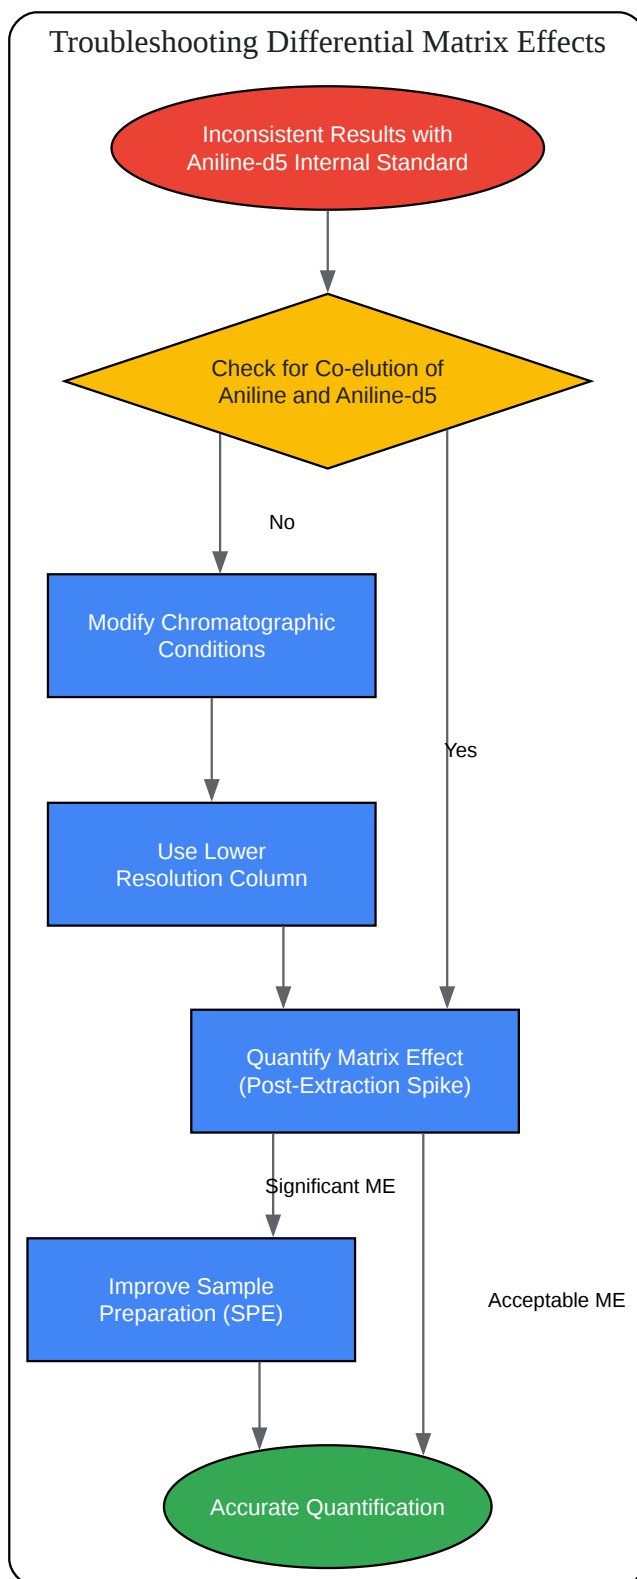 Troubleshooting Differential Matrix Effects
Inconsistent Results with
Aniline-d5 Internal Standard
Check for Co-elution of
Aniline and Aniline-d5
No
Modify Chromatographic
Conditions
Yes
Use Lower
Resolution Column
Quantify Matrix Effect
(Post-Extraction Spike)
Significant ME
Improve Sample
Preparation (SPE)
Acceptable ME
Accurate Quantification